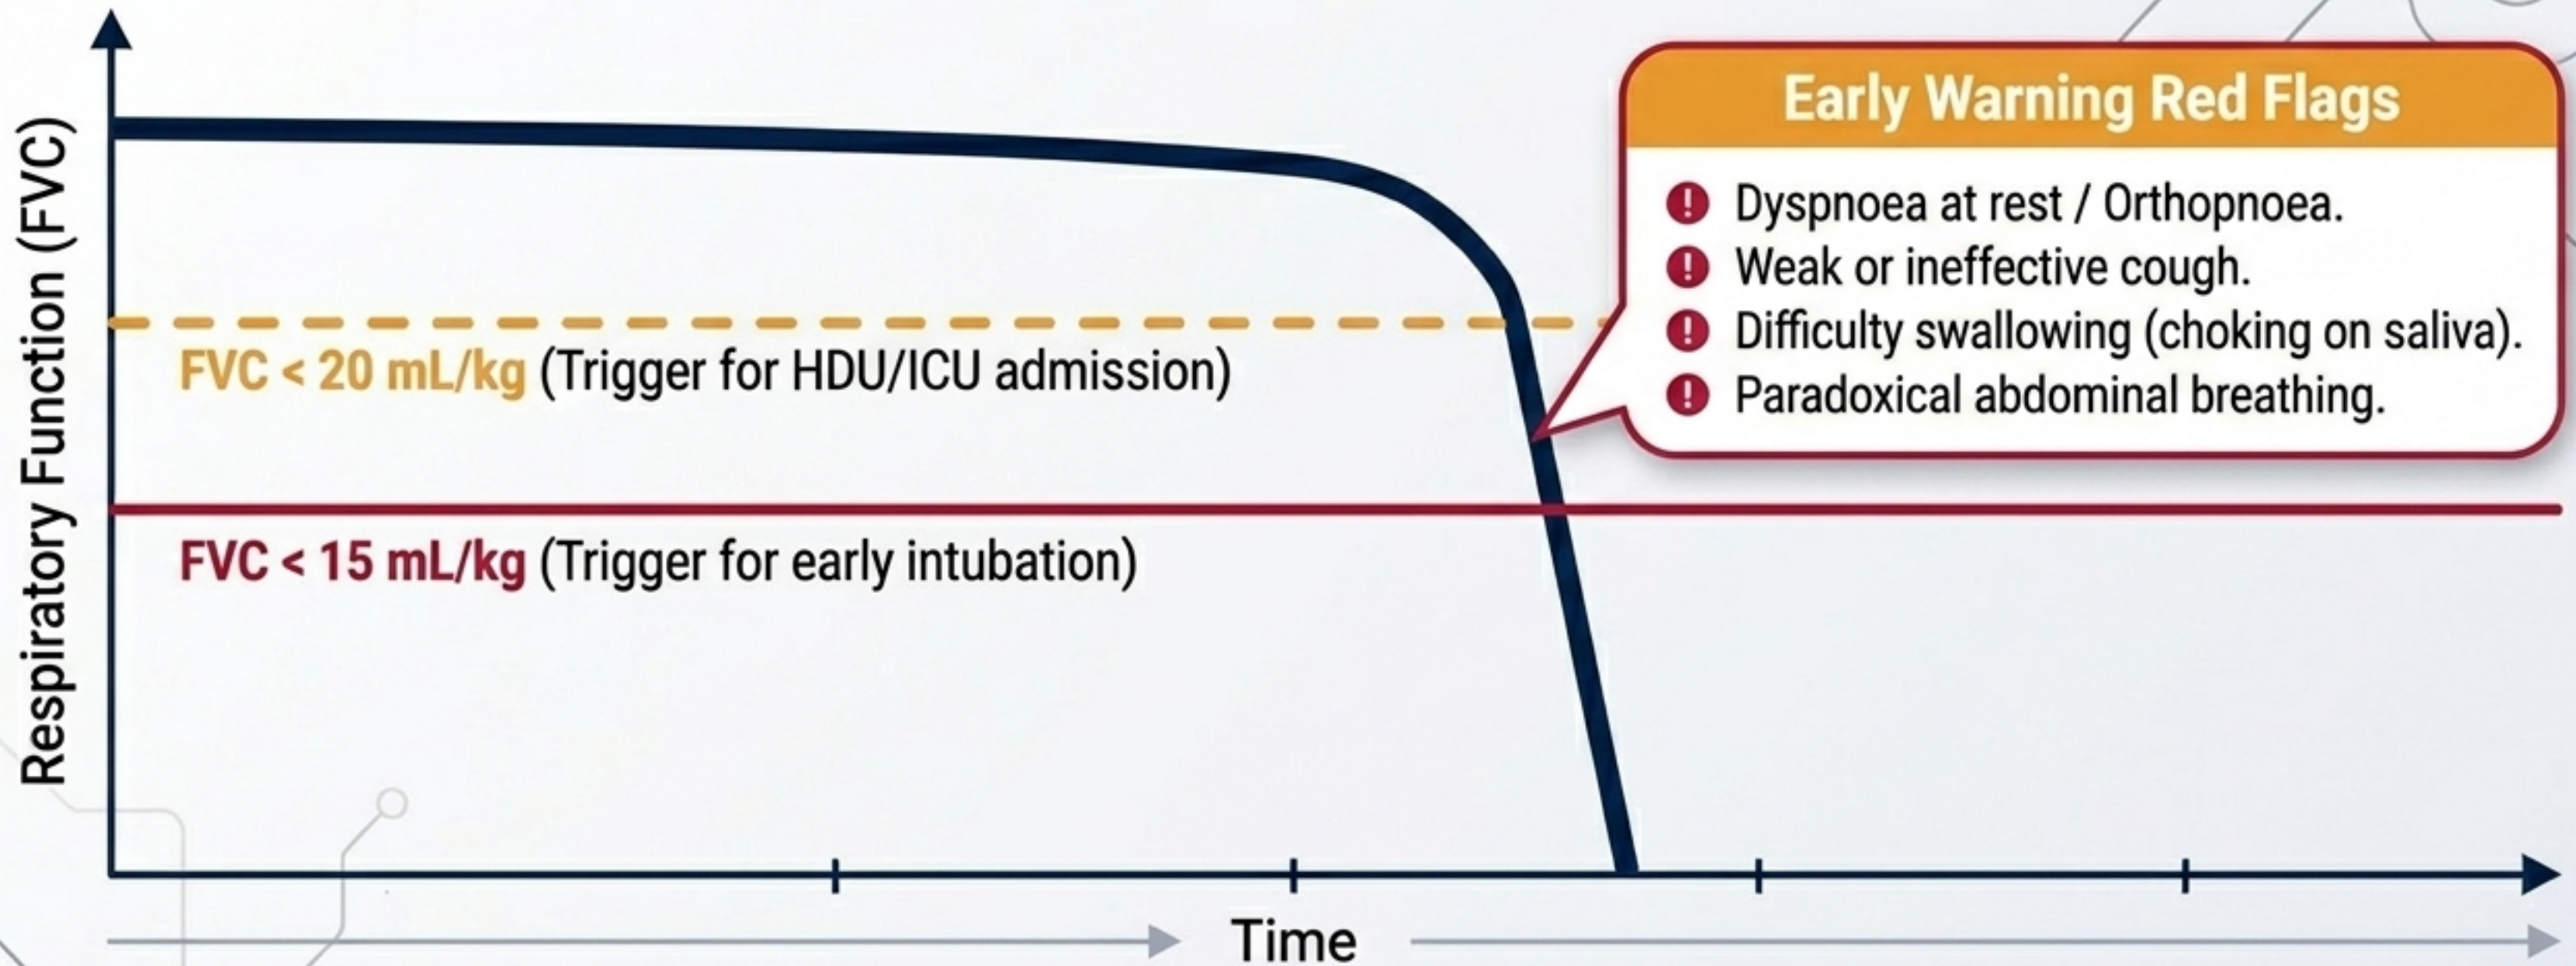 Respiratory Function (FVC)
Early Warning Red Flags
! Dyspnoea at rest / Orthopnoea.
! Weak or ineffective cough.
! Difficulty swallowing (choking on saliva).
! Paradoxical abdominal breathing.
FVC < 20 mL/kg (Trigger for HDU/ICU admission)
FVC < 15 mL/kg (Trigger for early intubation)
Time